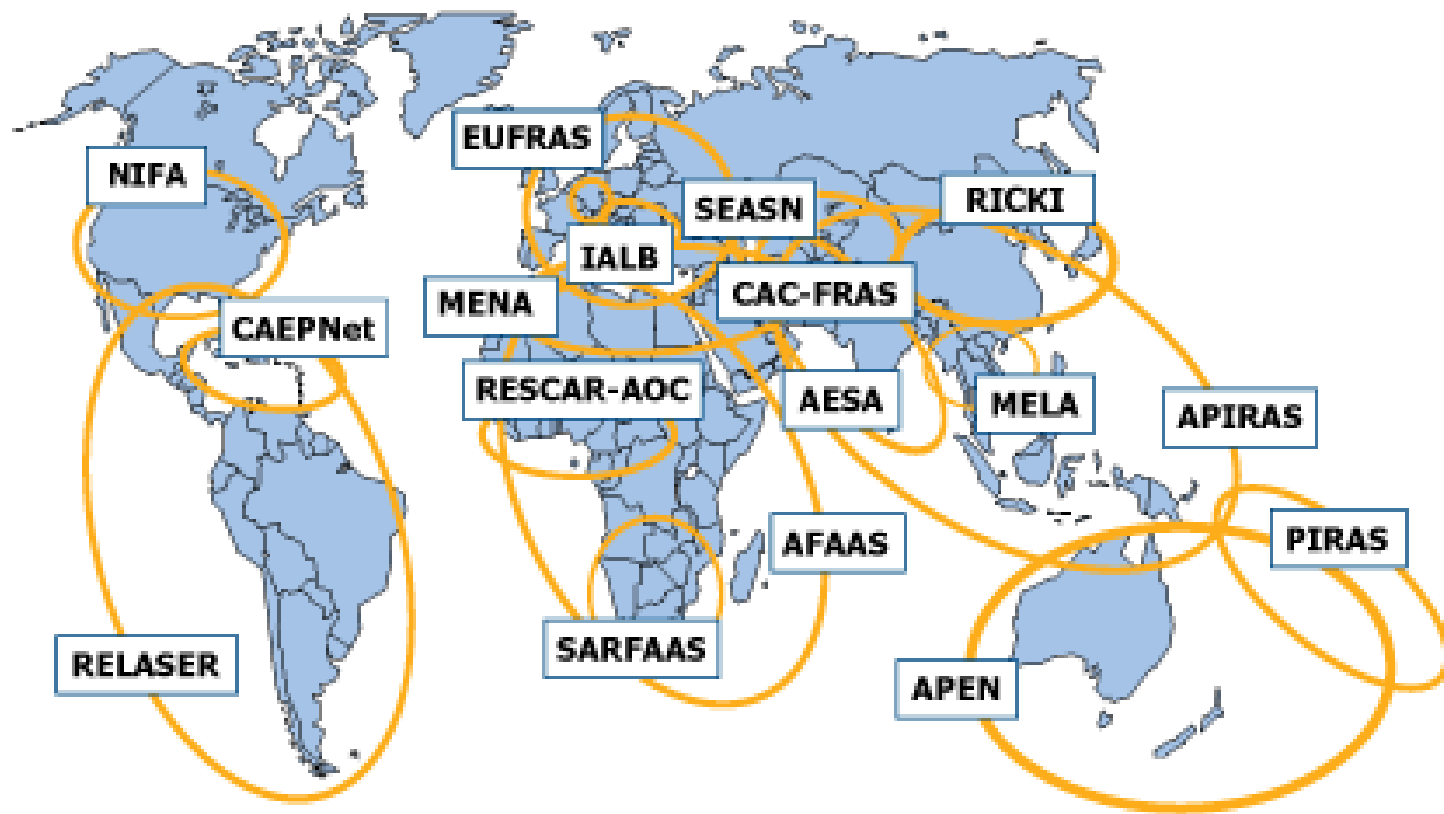 EUFRAS
NIFA
SEASN
RICKI
IALB
MENA
CAC-FRAS
CAEPNet
RESCAR-AOC
AESA
MELA
APIRAS
AFAAS
PIRAS
SARFAAS
RELASER
APEN